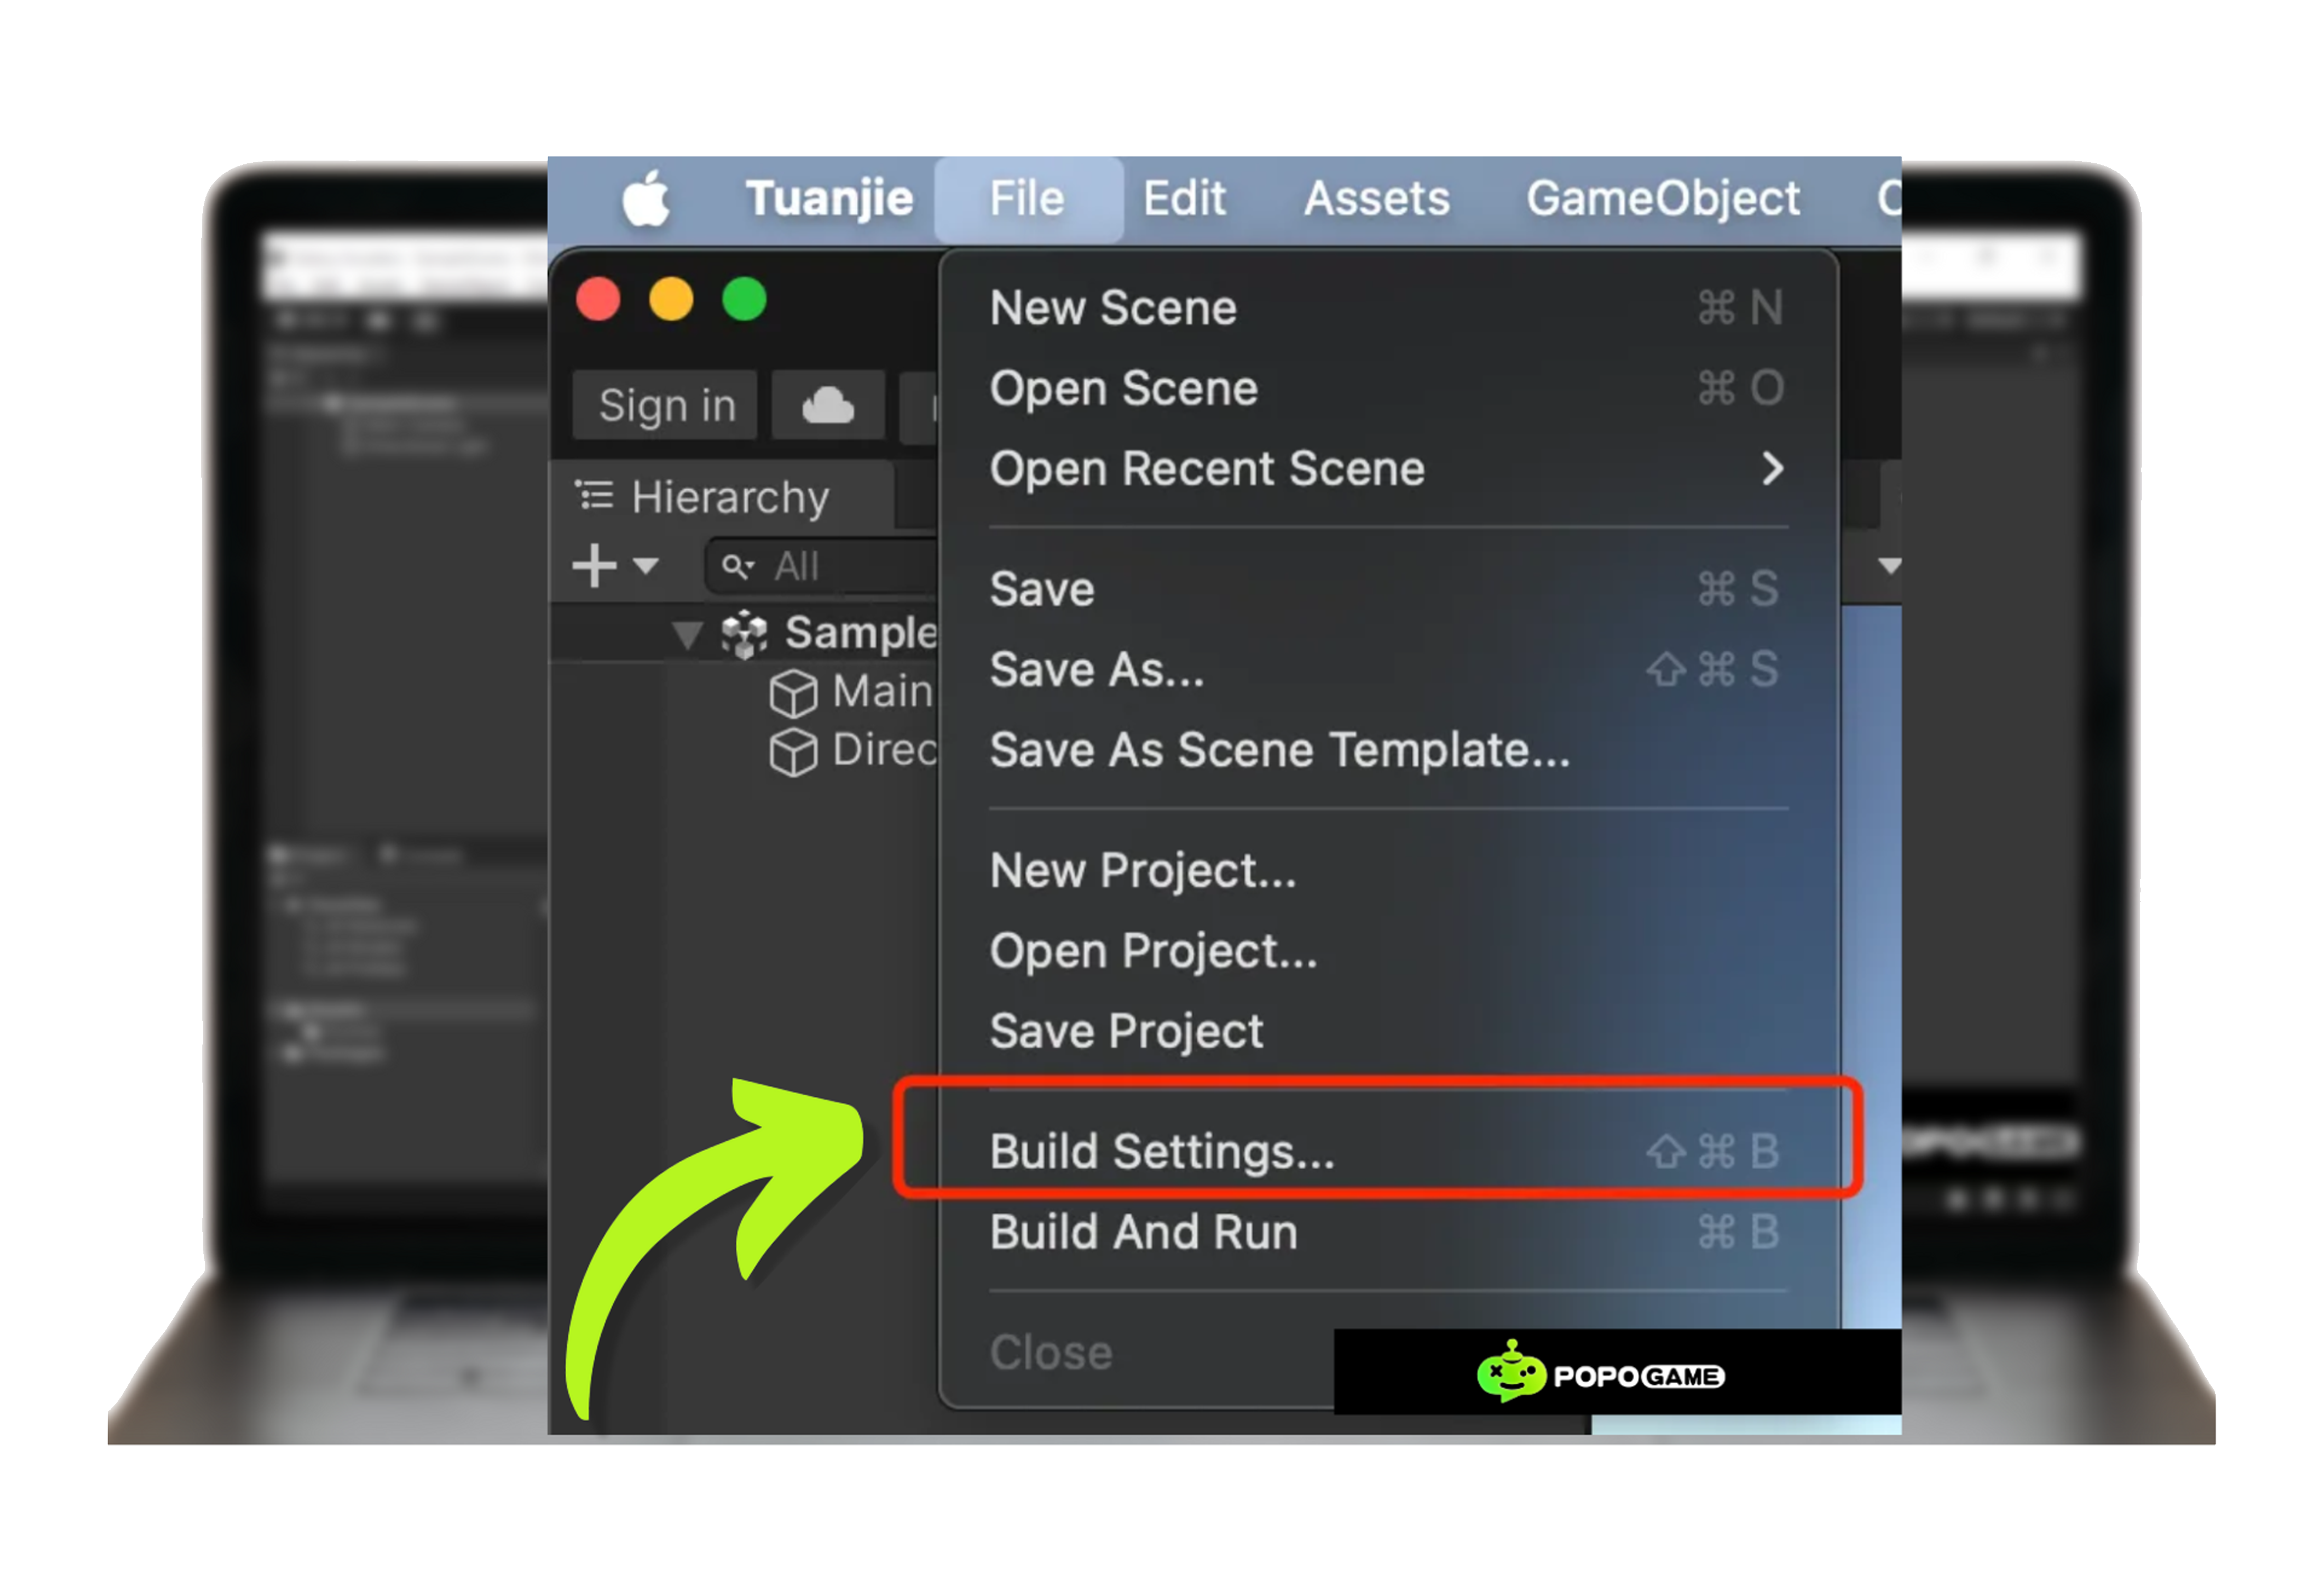 Tuanjie File Edit Assets GameObject
New Scene ⌘ N
Open Scene ⌘ O
Sign in
Open Recent Scene
Hierarchy
All
Save ⌘ S
Sample
Save As... ⇧ ⌘ S
Main
Direc
Save As Scene Template...
New Project...
Open Project...
Save Project
Build Settings... ⇧ ⌘ B
Build And Run ⌘ B
Close
POPOGAME